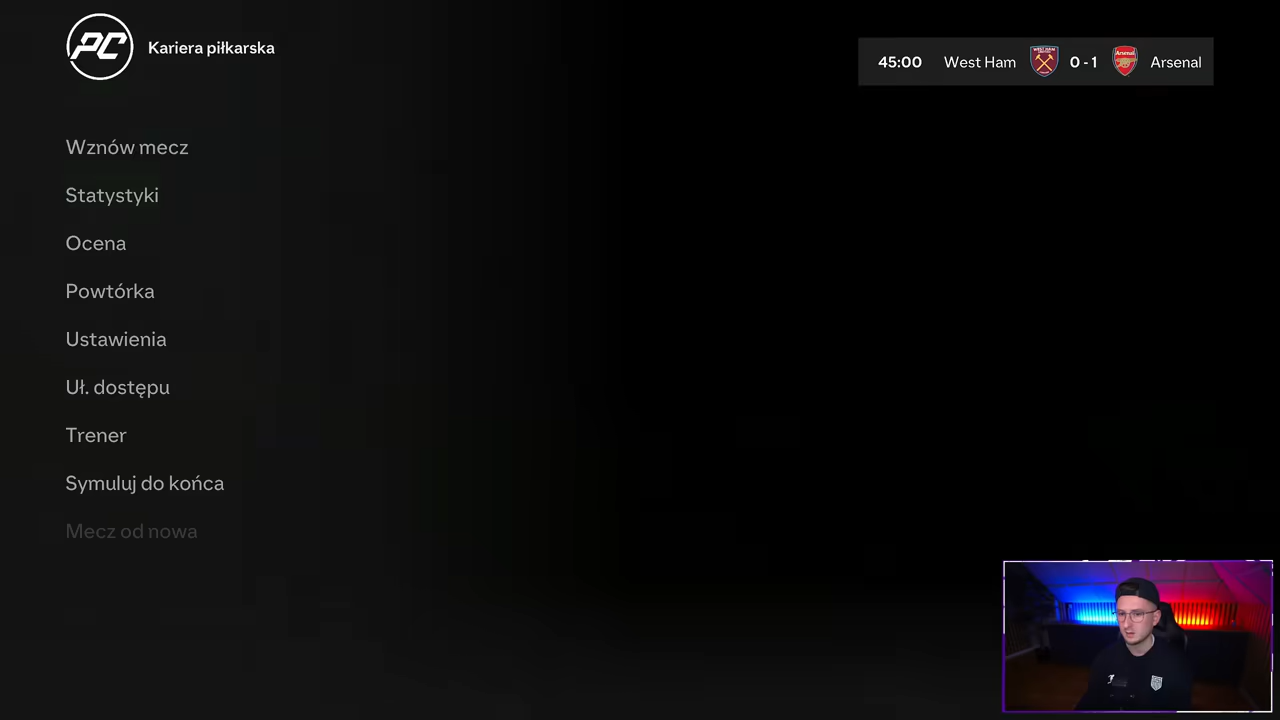 PC
Kariera piłkarska
45:00 West Ham 0 - 1 Arsenal
Wznów mecz
Statystyki
Ocena
Powtórka
Ustawienia
Uł. dostępu
Trener
Symuluj do końca
Mecz od nowa